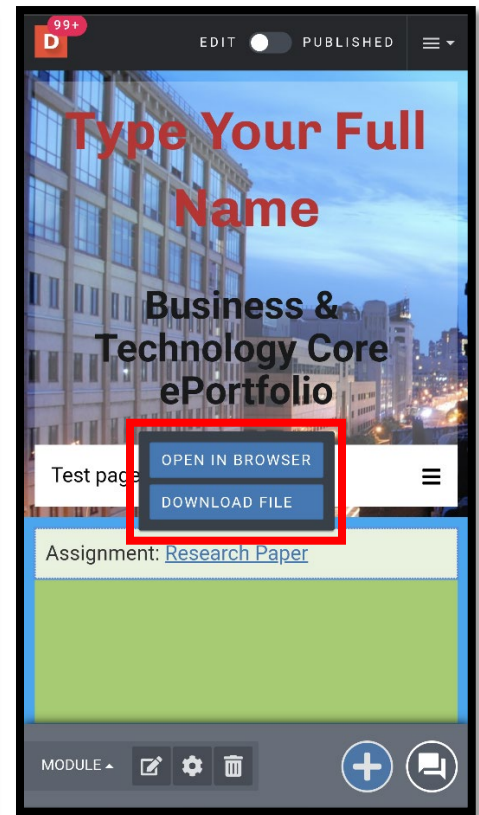 99+
D
EDIT PUBLISHED
Type Your Full
Name
Business &
Technology Core
ePortfolio
OPEN IN BROWSER
Test page
DOWNLOAD FILE
Assignment: Research Paper
MODULE